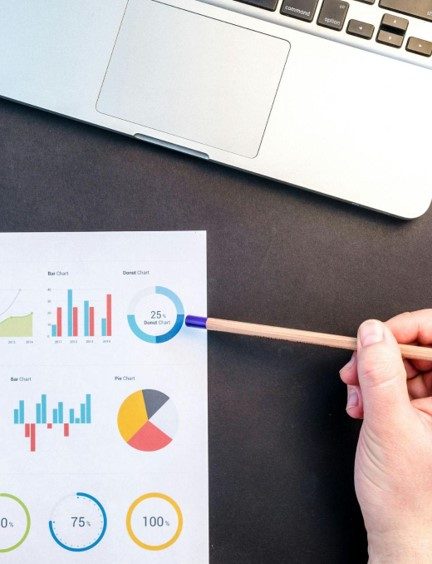 command
option
Bar Chart
Donut Chart
25%
Donut Chart
Bar Chart
Pie Chart
0%
75%
100%